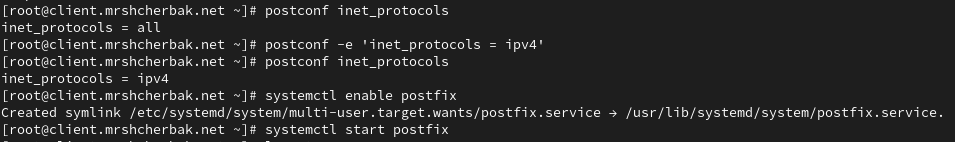 [root@client.mrshcherbak.net ~]# postconf inet_protocols
inet_protocols = all
[root@client.mrshcherbak.net ~]# postconf -e 'inet_protocols = ipv4'
[root@client.mrshcherbak.net ~]# postconf inet_protocols
inet_protocols = ipv4
[root@client.mrshcherbak.net ~]# systemctl enable postfix
Created symlink /etc/systemd/system/multi-user.target.wants/postfix.service → /usr/lib/systemd/system/postfix.service.
[root@client.mrshcherbak.net ~]# systemctl start postfix